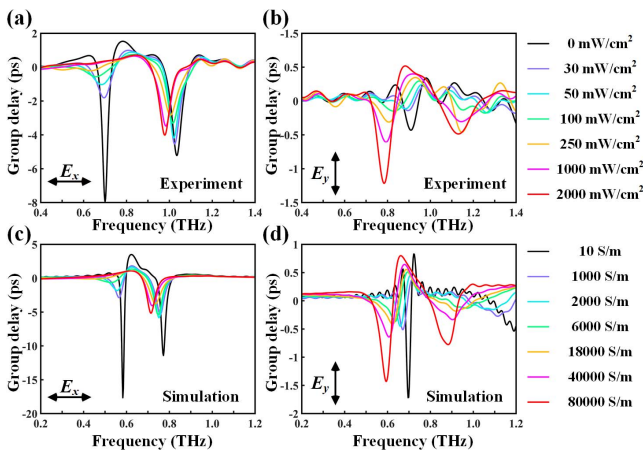 (a)
Group delay (ps)
2
0
-2
-4
-6
-8
0.4 0.6 0.8 1.0 1.2 1.4
Frequency (THz)
Ex
Experiment
(b)
Group delay (ps)
-1.5
0.5
0
-0.5
-1
-1.5
0.4 0.6 0.8 1.0 1.2 1.4
Frequency (THz)
Ey
Experiment
0 mW/cm²
30 mW/cm²
50 mW/cm²
100 mW/cm²
250 mW/cm²
1000 mW/cm²
2000 mW/cm²
(c)
Group delay (ps)
5
0
-5
-10
-15
-20
0.2 0.4 0.6 0.8 1.0 1.2
Frequency (THz)
Ex
Simulation
(d)
Group delay (ps)
1
0.5
0
-0.5
-1
-1.5
-2
0.2 0.4 0.6 0.8 1.0 1.2
Frequency (THz)
Ey
Simulation
10 S/m
1000 S/m
2000 S/m
6000 S/m
18000 S/m
40000 S/m
80000 S/m